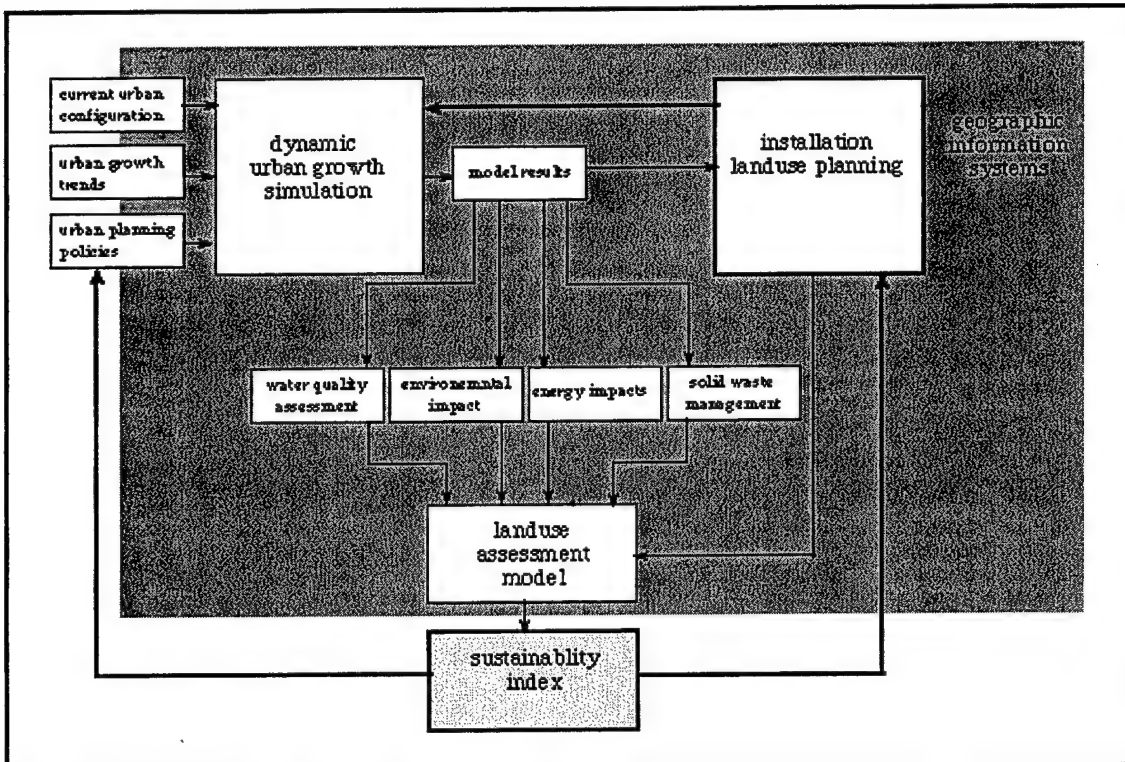 current urban
configuration
urban growth
trends
urban planning
policies
dynamic
urban growth
simulation
model results
installation
landuse planning
geographic
information
systems
water quality
assessment
environemntal
impact
energy impacts
solid waste
management
landuse
assessment
model
sustainablity
index